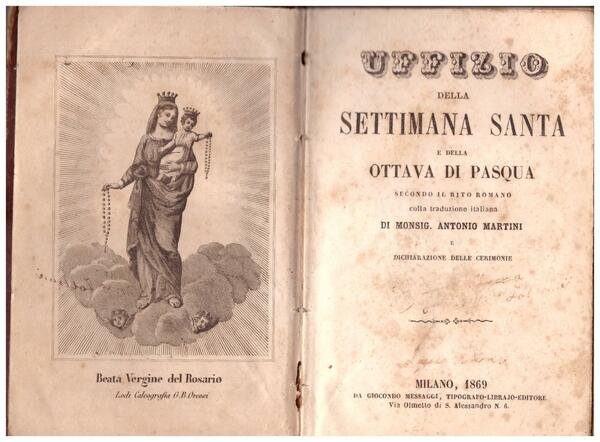 Beata Vergine del Rosario
Lodi Calcografia G.B. Orcesi
UFFIZIO
DELLA
SETTIMANA SANTA
E DELLA
OTTAVA DI PASQUA
SECONDO IL RITO ROMANO
colla traduzione italiana
DI MONSIG. ANTONIO MARTINI
E
DICHIARAZIONE DELLE CERIMONIE
MILANO, 1869
DA GIOCONDO MESSAGGI, TIPOGRAFO-LIBRAJO-EDITORE
Via Olmetto di S. Alessandro N. 6.